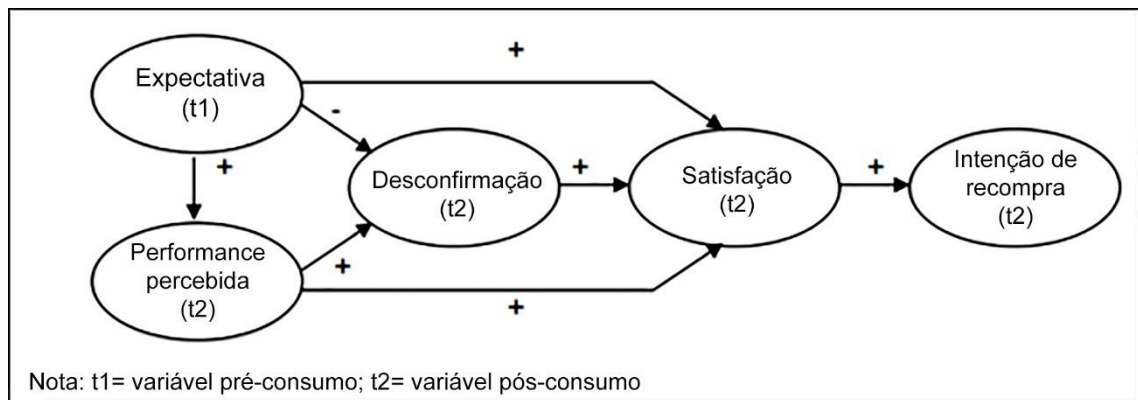 Expectativa
(t1)
+
-
+
Desconfirmação
(t2)
+
Satisfação
(t2)
+
Intenção de
recompra
(t2)
Performance
percebida
(t2)
+
+
Nota: t1= variável pré-consumo; t2= variável pós-consumo